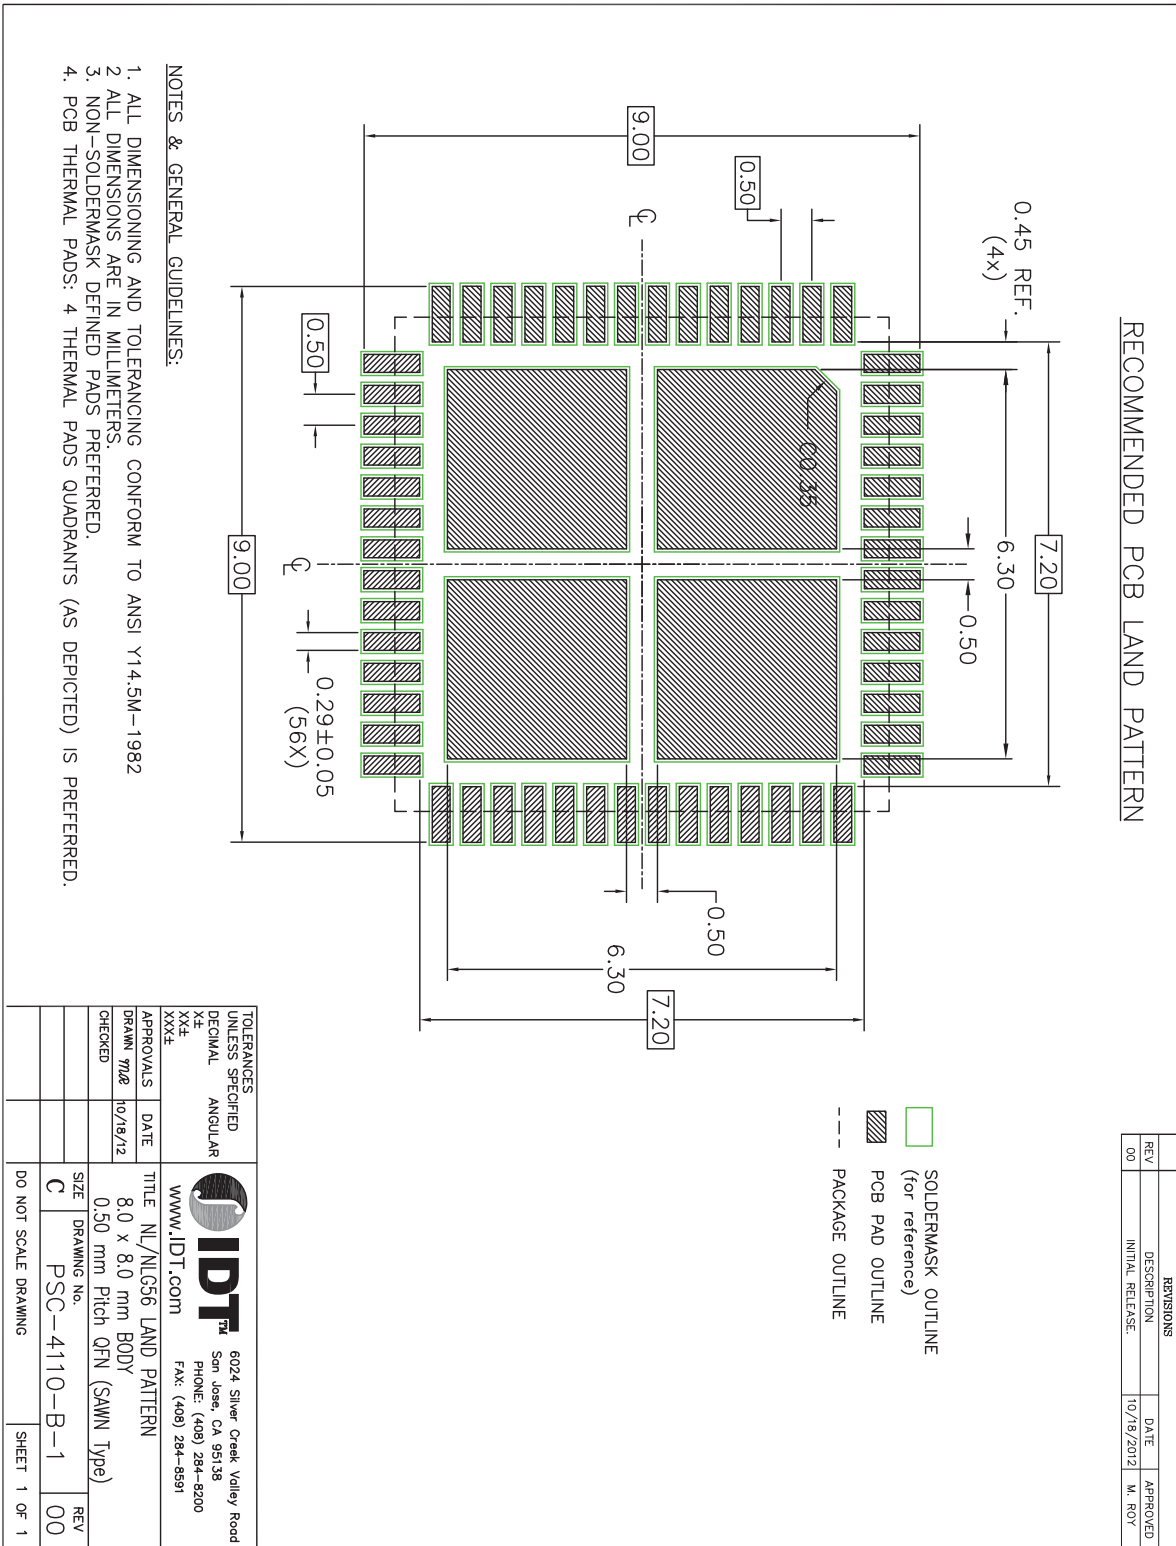 RECOMMENDED PCB LAND PATTERN
REVISIONS
REV DESCRIPTION DATE APPROVED
00 INITIAL RELEASE. 10/18/2012 M. ROY
7.20
6.30
0.50
0.45 REF.
(4x)
0.50
9.00
C0.35
0.50
6.30
7.20
0.50
0.29±0.05
(56X)
9.00
SOLDERMASK OUTLINE
(for reference)
PCB PAD OUTLINE
PACKAGE OUTLINE
NOTES & GENERAL GUIDELINES:
1. ALL DIMENSIONING AND TOLERANCING CONFORM TO ANSI Y14.5M-1982
2 ALL DIMENSIONS ARE IN MILLIMETERS.
3. NON-SOLDERMASK DEFINED PADS PREFERRED.
4. PCB THERMAL PADS: 4 THERMAL PADS QUADRANTS (AS DEPICTED) IS PREFERRED.
TOLERANCES
UNLESS SPECIFIED
DECIMAL ANGULAR
X±
XX±
XXX±
APPROVALS DATE
DRAWN MR 10/18/12
CHECKED
IDT™
www.IDT.com
6024 Silver Creek Valley Road
San Jose, CA 95138
PHONE: (408) 284-8200
FAX: (408) 284-8591
TITLE NL/NLG56 LAND PATTERN
8.0 x 8.0 mm BODY
0.50 mm Pitch QFN (SAWN Type)
SIZE DRAWING No. REV
C PSC-4110-B-1 00
DO NOT SCALE DRAWING SHEET 1 OF 1